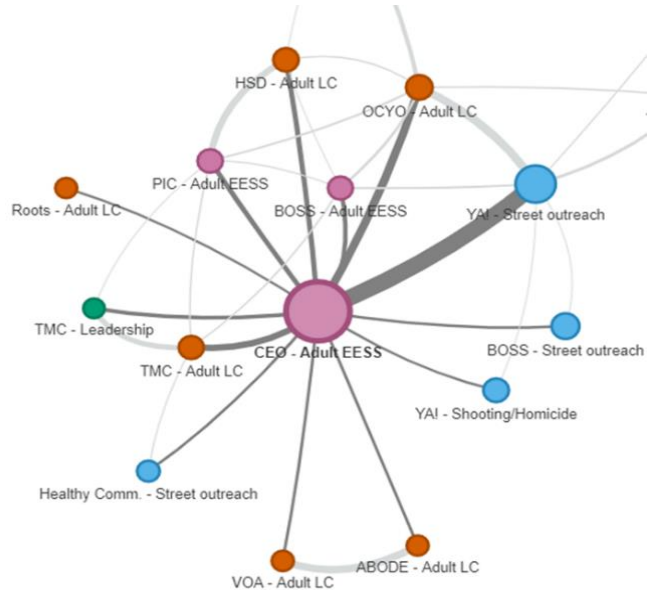 HSD - Adult LC
OCYO - Adult LC
PIC - Adult EESS
Roots - Adult LC
BOSS - Adult EESS
YA! - Street outreach
TMC - Leadership
CEO - Adult EESS
BOSS - Street outreach
TMC - Adult LC
YA! - Shooting/Homicide
Healthy Comm. - Street outreach
VOA - Adult LC
ABODE - Adult LC